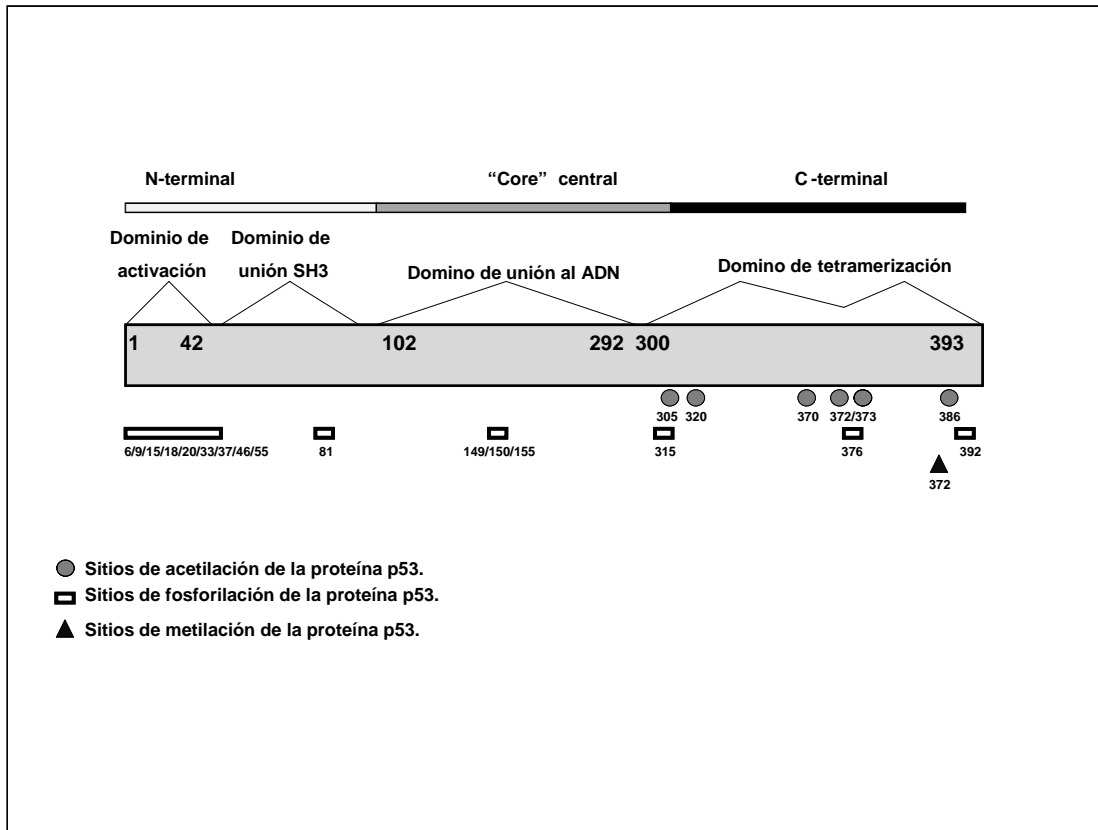 N-terminal
“Core” central
C-terminal
Dominio de activación
Dominio de unión SH3
Domino de unión al ADN
Domino de tetramerización
1 42 102 292 300 393
305 320 370 372/373 386
6/9/15/18/20/33/37/46/55 81 149/150/155 315 376 392
372
Sitios de acetilación de la proteína p53.
Sitios de fosforilación de la proteína p53.
Sitios de metilación de la proteína p53.